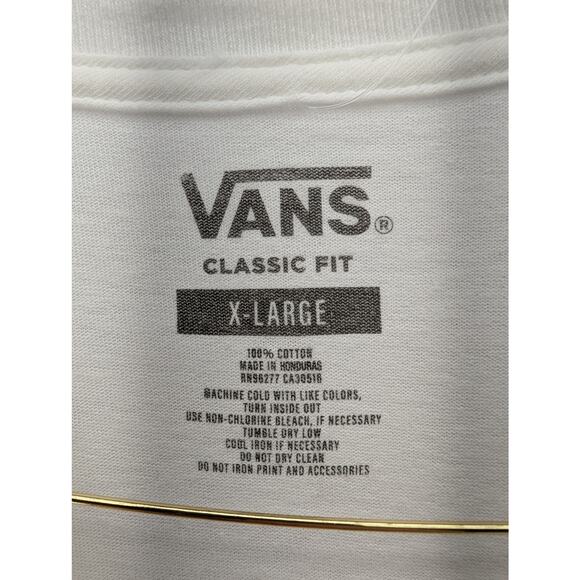 VANS®
CLASSIC FIT
X-LARGE
100% COTTON
MADE IN HONDURAS
RN96277 CA30516
MACHINE COLD WITH LIKE COLORS,
TURN INSIDE OUT
USE NON-CHLORINE BLEACH, IF NECESSARY
TUMBLE DRY LOW
COOL IRON IF NECESSARY
DO NOT DRY CLEAN
DO NOT IRON PRINT AND ACCESSORIES